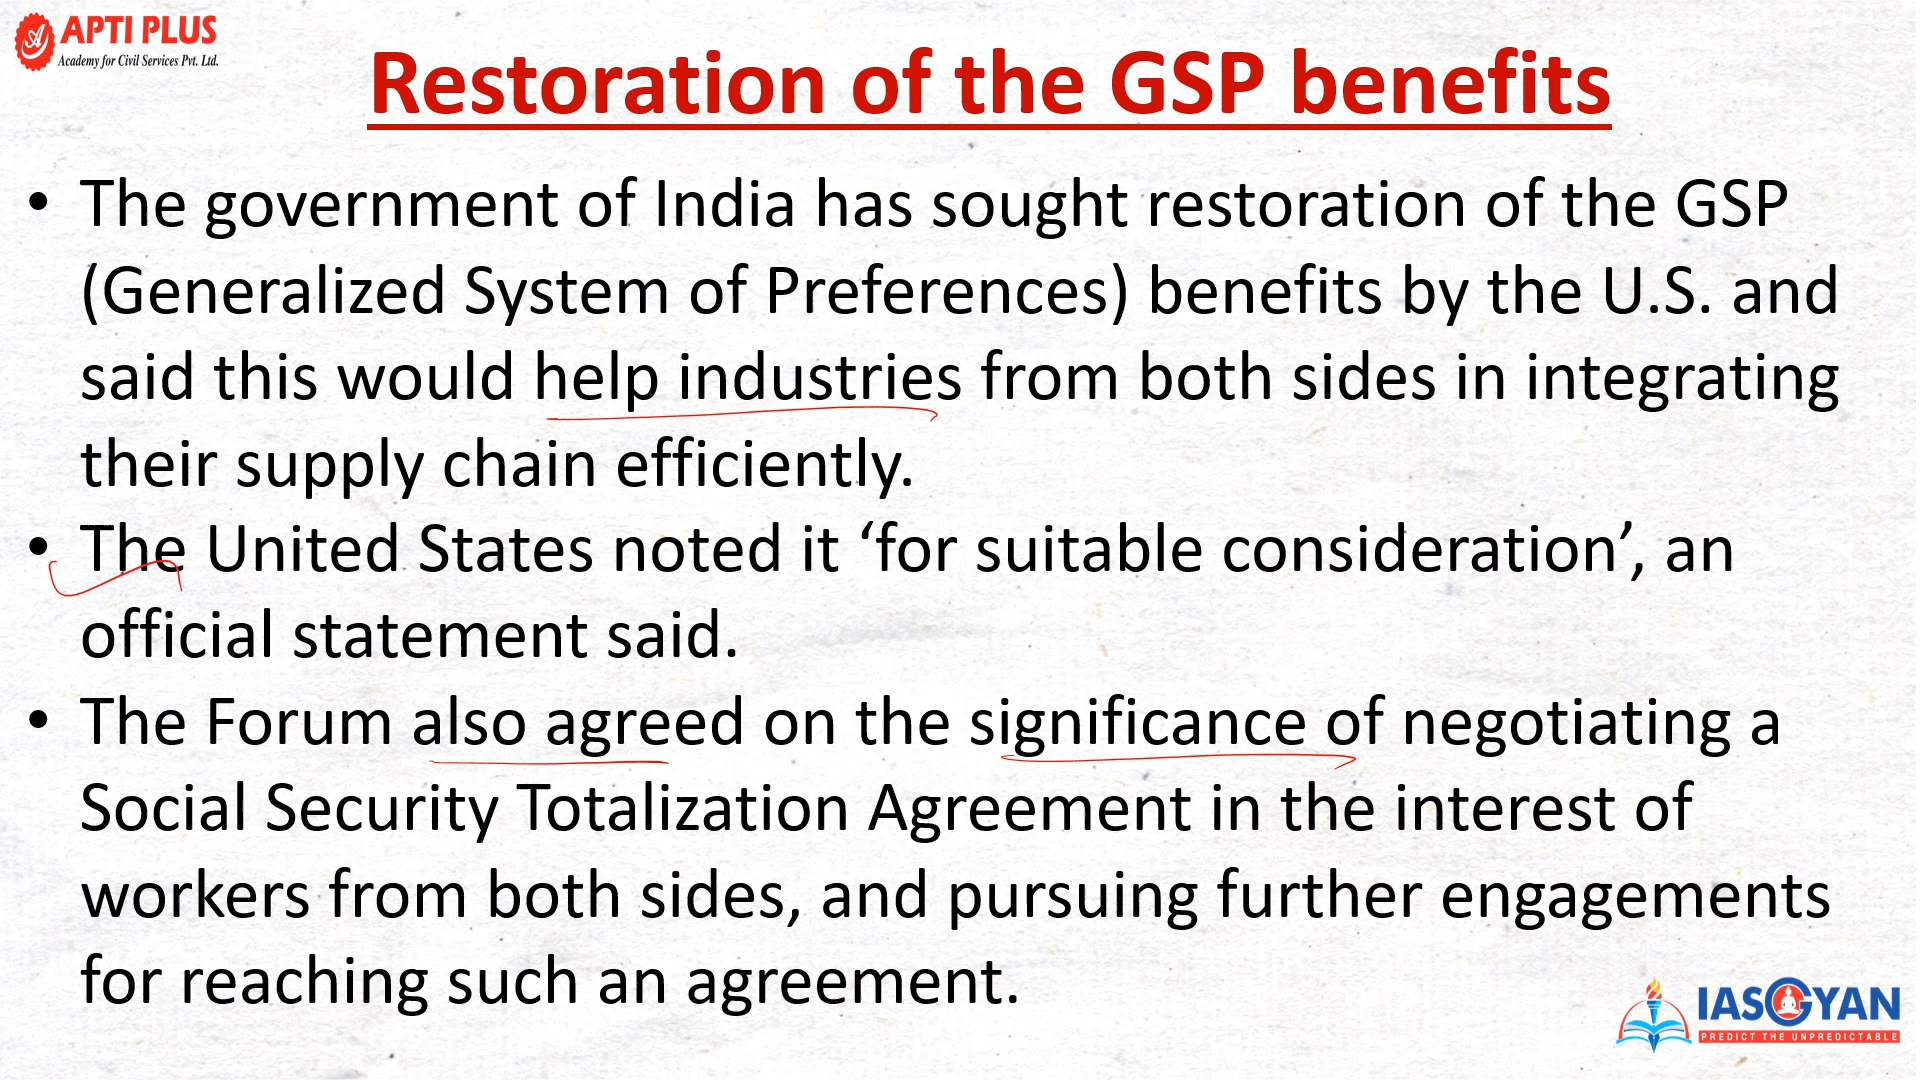 APTI PLUS
Academy for Civil Services Pvt. Ltd.
Restoration of the GSP benefits
• The government of India has sought restoration of the GSP
(Generalized System of Preferences) benefits by the U.S. and
said this would help industries from both sides in integrating
their supply chain efficiently.
• The United States noted it ‘for suitable consideration’, an
official statement said.
• The Forum also agreed on the significance of negotiating a
Social Security Totalization Agreement in the interest of
workers from both sides, and pursuing further engagements
for reaching such an agreement.
IASGYAN
PREDICT THE UNPREDICTABLE